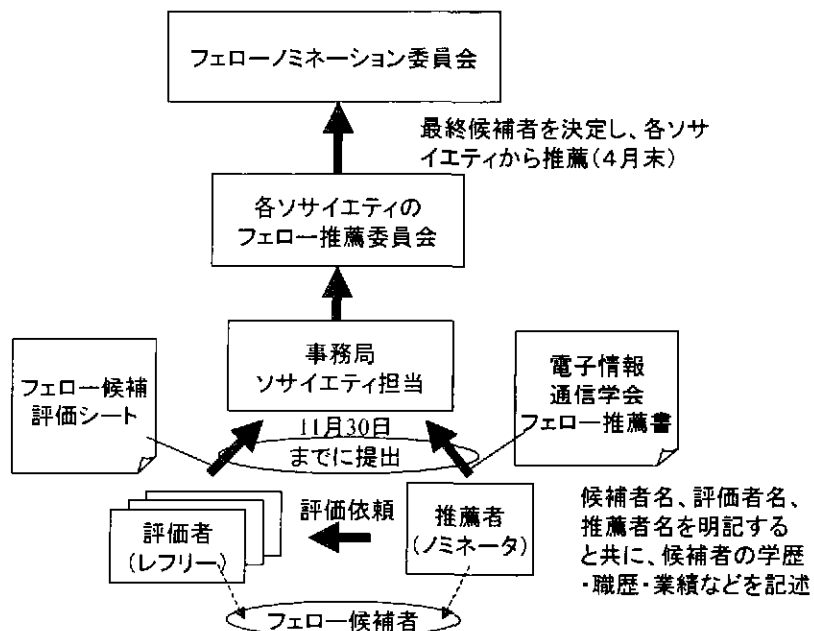 フェローノミネーション委員会
最終候補者を決定し、各ソサ
イエティから推薦(4月末)
各ソサイエティの
フェロー推薦委員会
事務局
ソサイエティ担当
フェロー候補
評価シート
電子情報
通信学会
フェロー推薦書
11月30日
までに提出
評価者
(レフリー)
評価依頼
推薦者
(ノミネータ)
候補者名、評価者名、
推薦者名を明記する
と共に、候補者の学歴
・職歴・業績などを記述
フェロー候補者